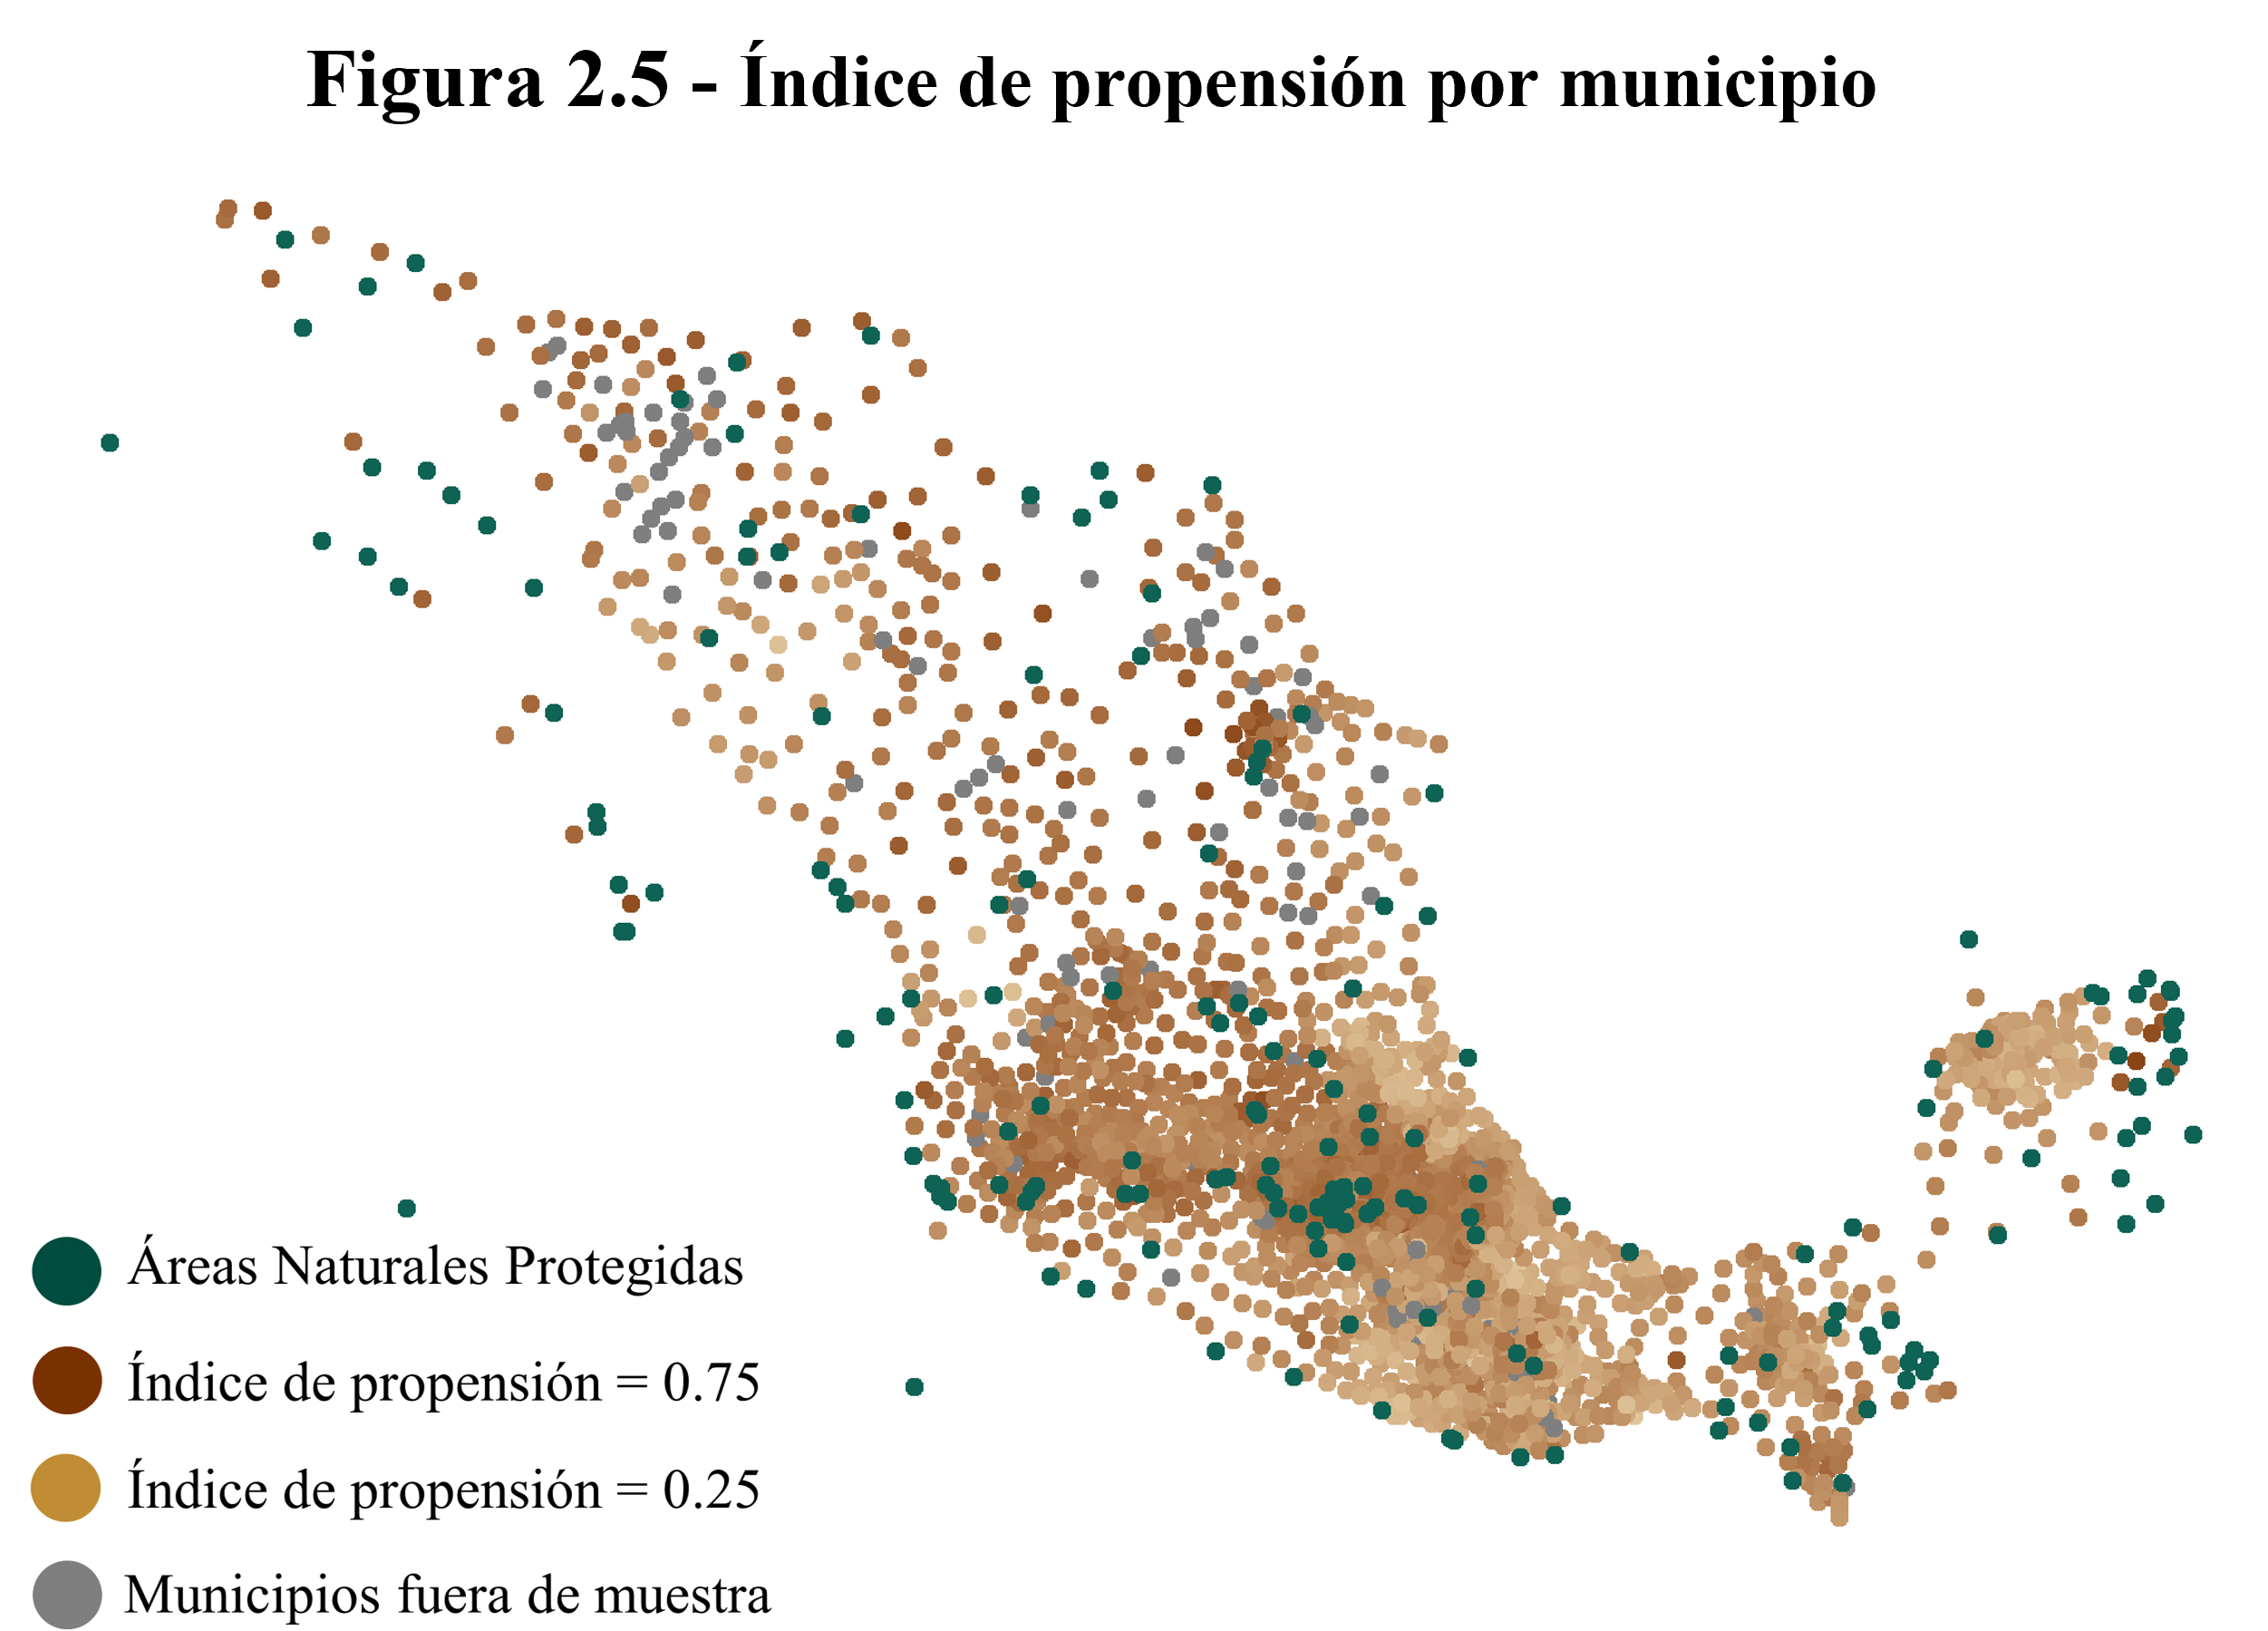 Figura 2.5 - Índice de propensión por municipio
Áreas Naturales Protegidas
Índice de propensión = 0.75
Índice de propensión = 0.25
Municipios fuera de muestra